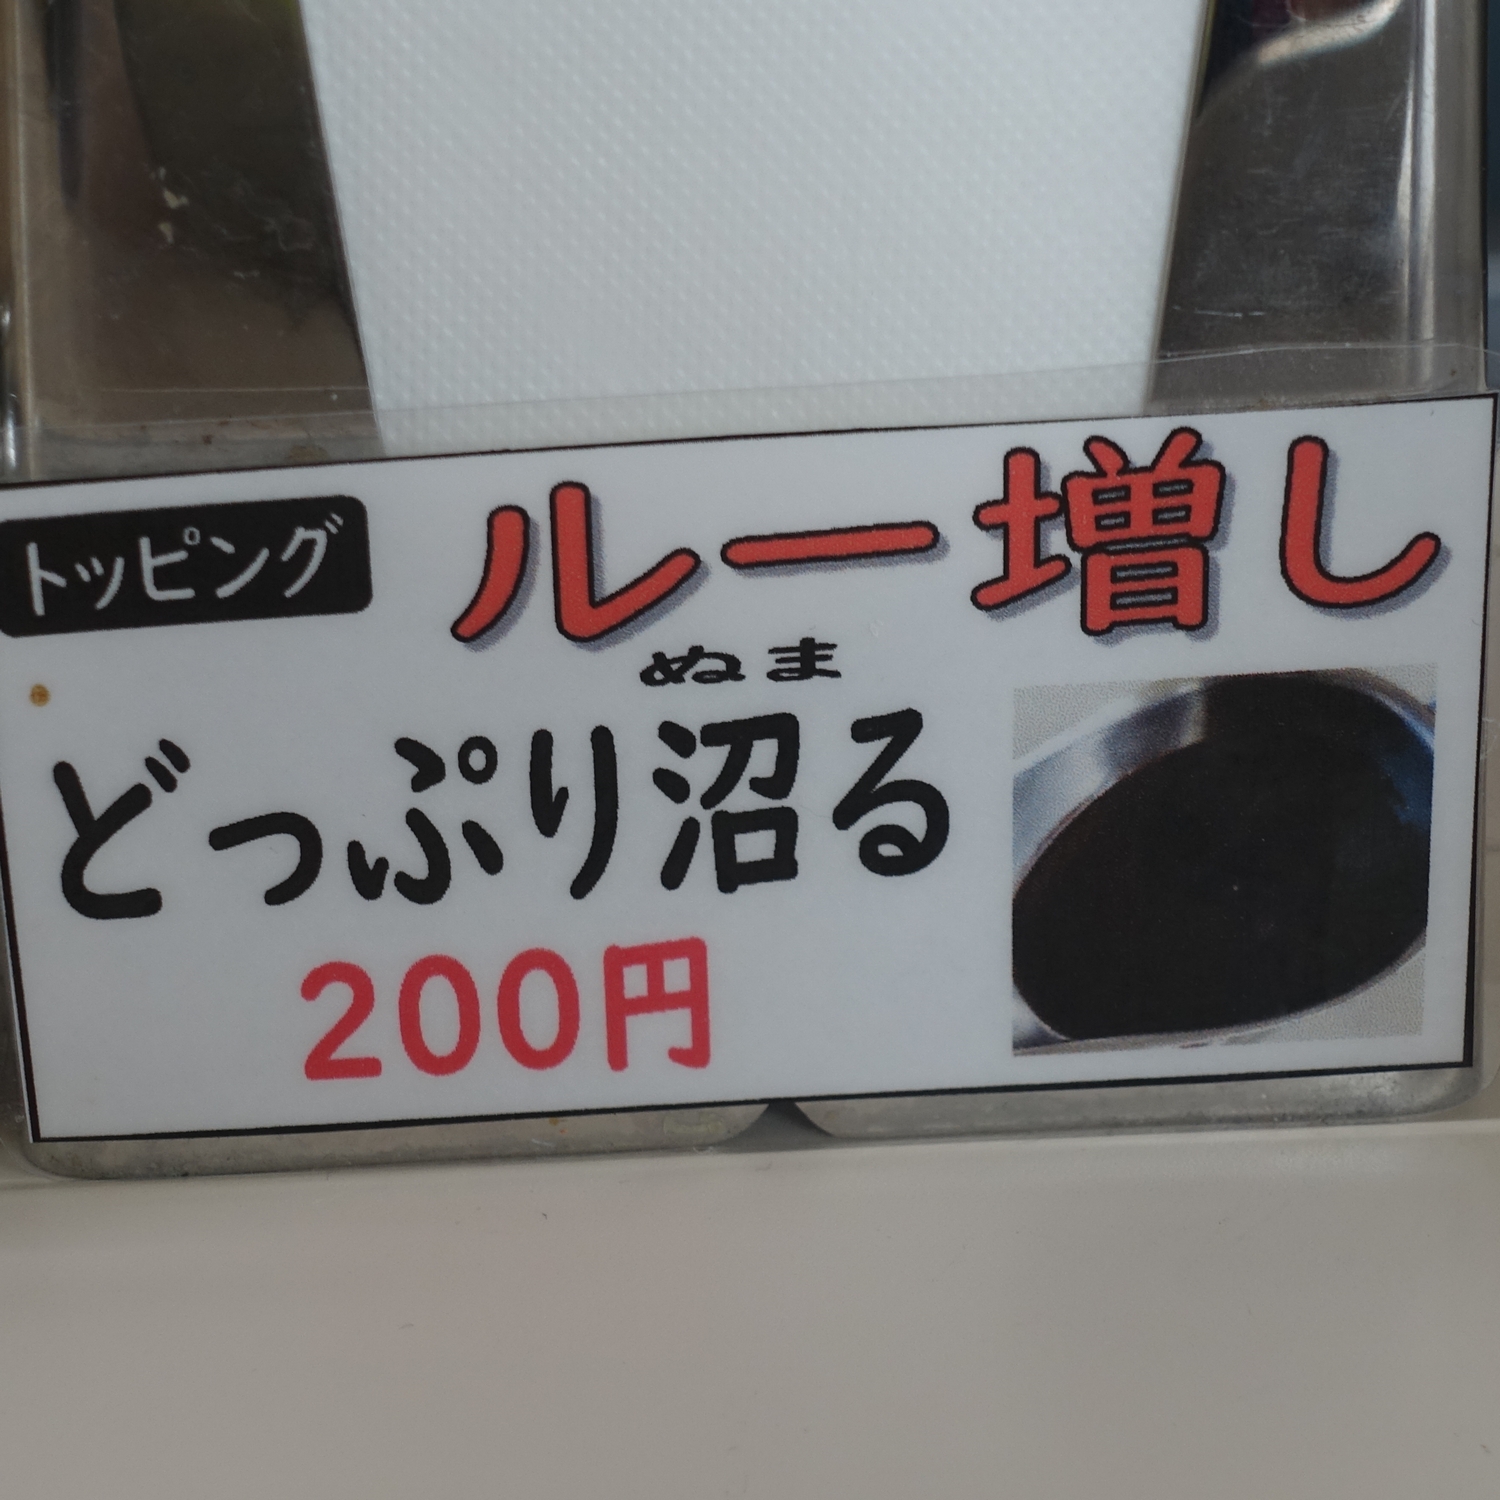 トッピング ルー増し
ぬま
どっぷり沼る
200円